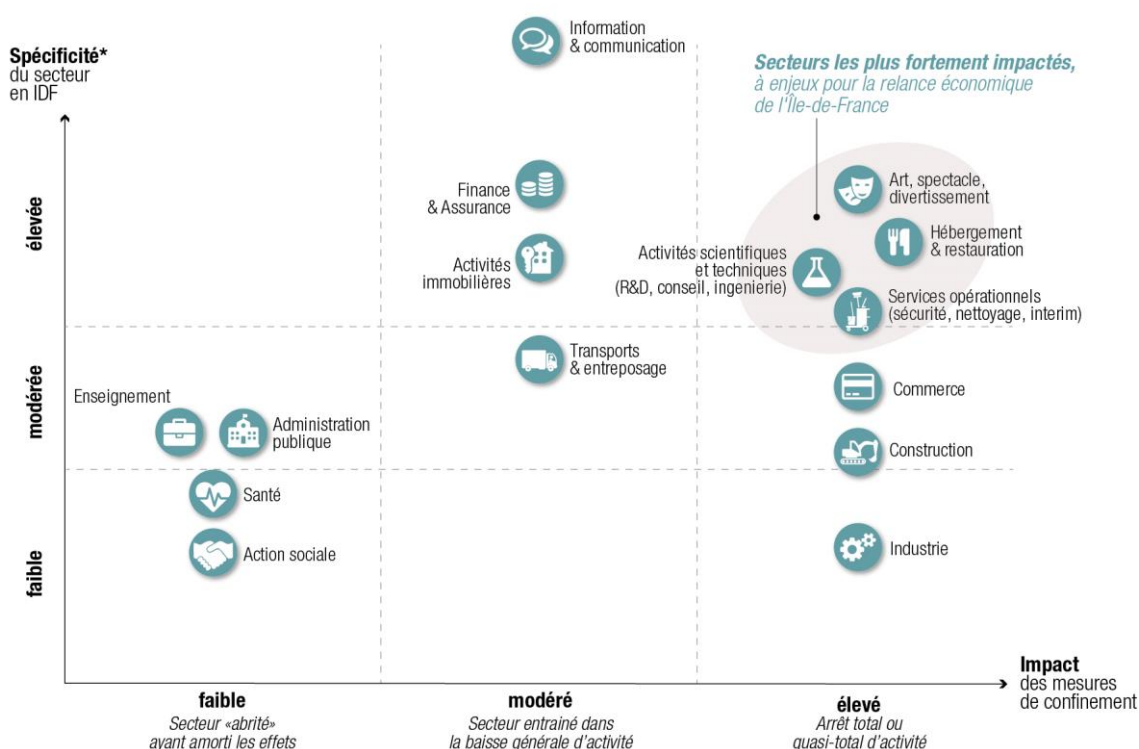 Information
& communication
Spécificité*
du secteur
en IDF
Secteurs les plus fortement impactés,
à enjeux pour la relance économique
de l'Île-de-France
élevée
Finance
& Assurance
Art, spectacle,
divertissement
Hébergement
& restauration
Activités
immobilières
Activités scientifiques
et techniques
(R&D, conseil, ingenierie)
Services opérationnels
(sécurité, nettoyage, interim)
modérée
Transports
& entreposage
Commerce
Enseignement
Administration
publique
Construction
faible
Santé
Action sociale
Industrie
Impact
des mesures
de confinement
faible
Secteur «abrité»
ayant amorti les effets
modéré
Secteur entrainé dans
la baisse générale d'activité
élevé
Arrêt total ou
quasi-total d'activité